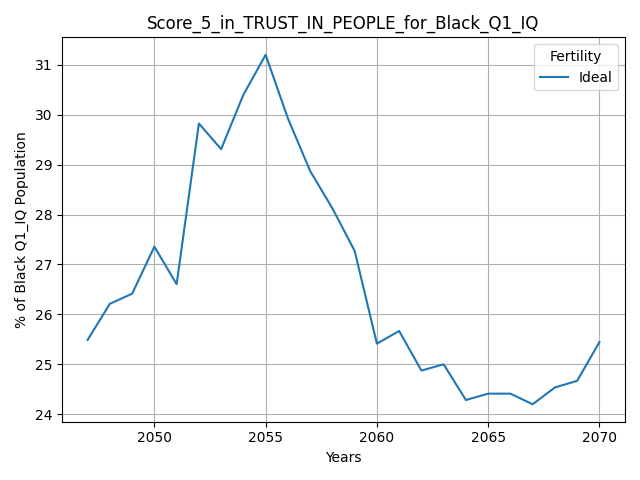 Score_5_in_TRUST_IN_PEOPLE_for_Black_Q1_IQ
Fertility
Ideal
% of Black Q1_IQ Population
31
30
29
28
27
26
25
24
2050
2055
2060
2065
2070
Years